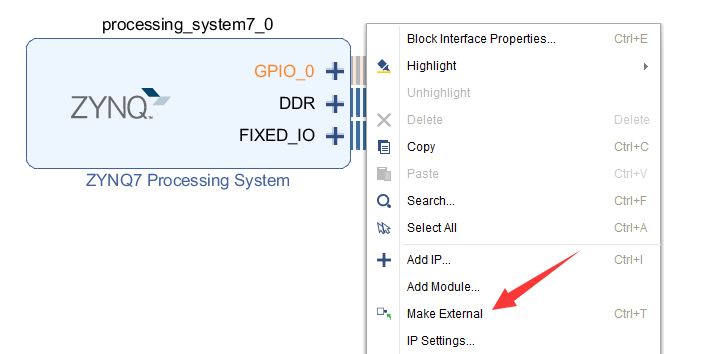 processing_system7_0
GPIO_0
DDR
FIXED_IO
ZYNQ
ZYNQ7 Processing System
Block Interface Properties... Ctrl+E
Highlight
Unhighlight
Delete Delete
Copy Ctrl+C
Paste Ctrl+V
Search... Ctrl+F
Select All Ctrl+A
Add IP... Ctrl+I
Add Module...
Make External Ctrl+T
IP Settings...